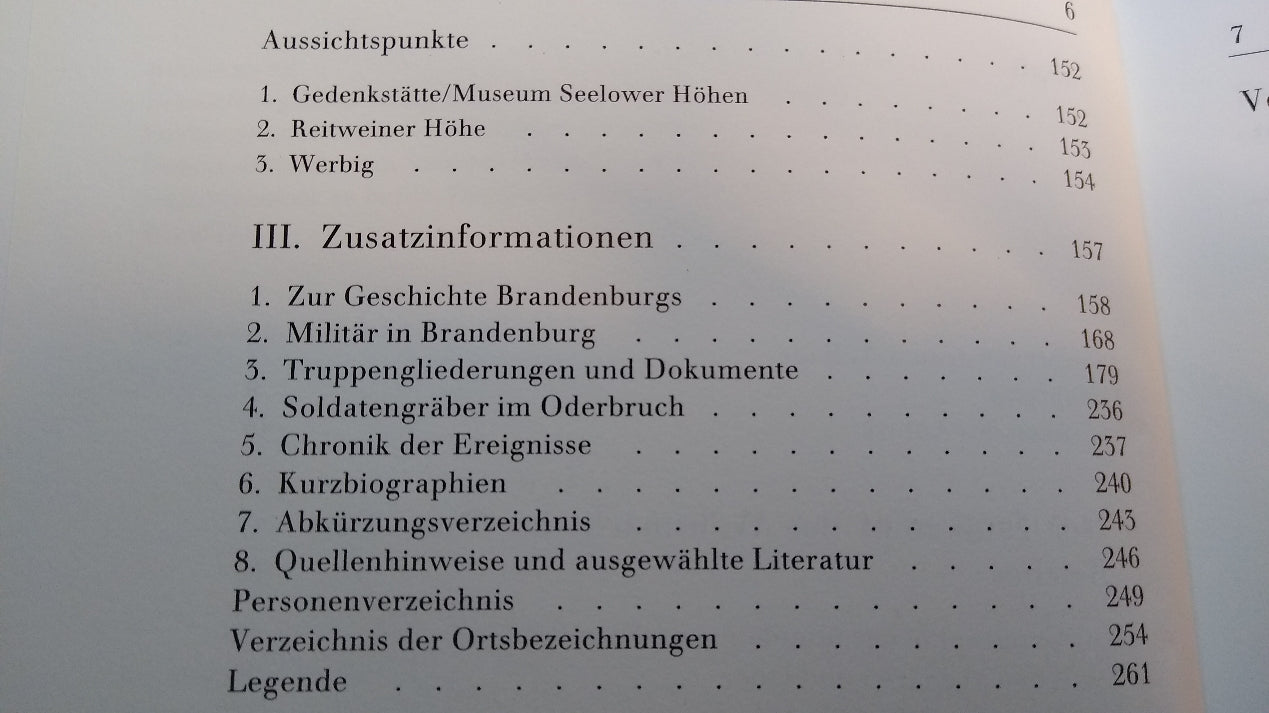 6
Aussichtspunkte . . . . . . . . . . . . . . . 152
1. Gedenkstätte/Museum Seelower Höhen . . . . . . . 152
2. Reitweiner Höhe . . . . . . . . . . . . . . 153
3. Werbig . . . . . . . . . . . . . . . . . 154
III. Zusatzinformationen . . . . . . . . . . . 157
1. Zur Geschichte Brandenburgs . . . . . . . . . . 158
2. Militär in Brandenburg . . . . . . . . . . . . 168
3. Truppengliederungen und Dokumente . . . . . . . 179
4. Soldatengräber im Oderbruch . . . . . . . . . . 236
5. Chronik der Ereignisse . . . . . . . . . . . . 237
6. Kurzbiographien . . . . . . . . . . . . . . 240
7. Abkürzungsverzeichnis . . . . . . . . . . . . 243
8. Quellenhinweise und ausgewählte Literatur . . . . . 246
Personenverzeichnis . . . . . . . . . . . . . . 249
Verzeichnis der Ortsbezeichnungen . . . . . . . . . 254
Legende . . . . . . . . . . . . . . . . . . 261
7